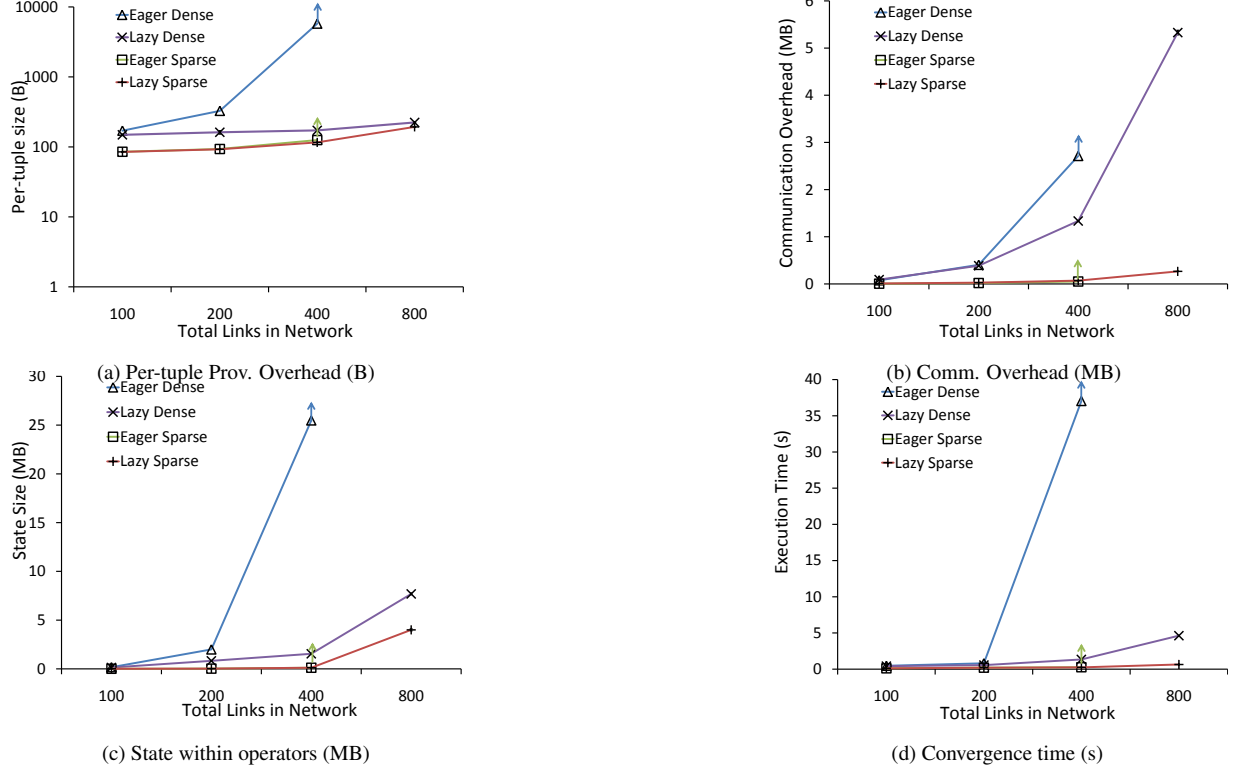 10000
1000
100
10
1
Per-tuple size (B)
Eager Dense
Lazy Dense
Eager Sparse
Lazy Sparse
100 200 400 800
Total Links in Network
(a) Per-tuple Prov. Overhead (B)
6
5
4
3
2
1
0
Communication Overhead (MB)
Eager Dense
Lazy Dense
Eager Sparse
Lazy Sparse
100 200 400 800
Total Links in Network
(b) Comm. Overhead (MB)
30
25
20
15
10
5
0
State Size (MB)
Eager Dense
Lazy Dense
Eager Sparse
Lazy Sparse
100 200 400 800
Total Links in Network
(c) State within operators (MB)
40
35
30
25
20
15
10
5
0
Execution Time (s)
Eager Dense
Lazy Dense
Eager Sparse
Lazy Sparse
100 200 400 800
Total Links in Network
(d) Convergence time (s)